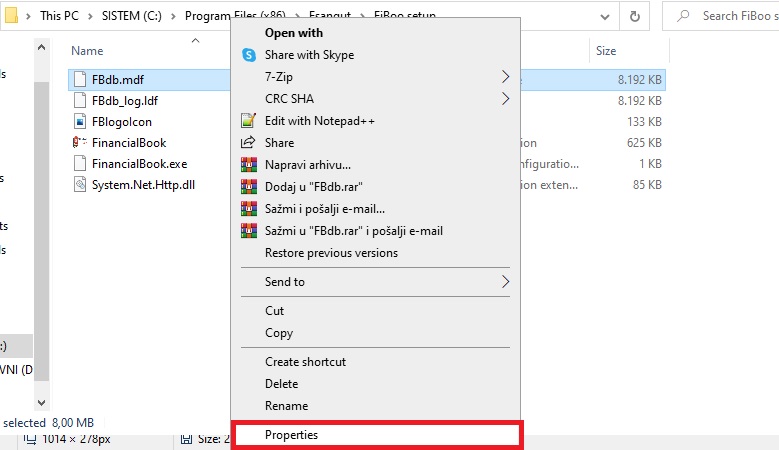 This PC > SISTEM (C:) > Program Files (x86) > Esangut > FiBoo setup
Search FiBoo s
Name
Size
FBdb.mdf
8.192 KB
FBdb_log.ldf
8.192 KB
FBlogoIcon
133 KB
FinancialBook
625 KB
FinancialBook.exe
1 KB
System.Net.Http.dll
85 KB
ion
onfiguratio...
ion exten...
Open with
Share with Skype
7-Zip
CRC SHA
Edit with Notepad++
Share
Napravi arhivu...
Dodaj u "FBdb.rar"
Sažmi i pošalji e-mail...
Sažmi u "FBdb.rar" i pošalji e-mail
Restore previous versions
Send to
Cut
Copy
Create shortcut
Delete
Rename
Properties
ds
s
ts
ds
:)
VNI (D
selected 8,00 MB
1014 × 278px
Size: 2